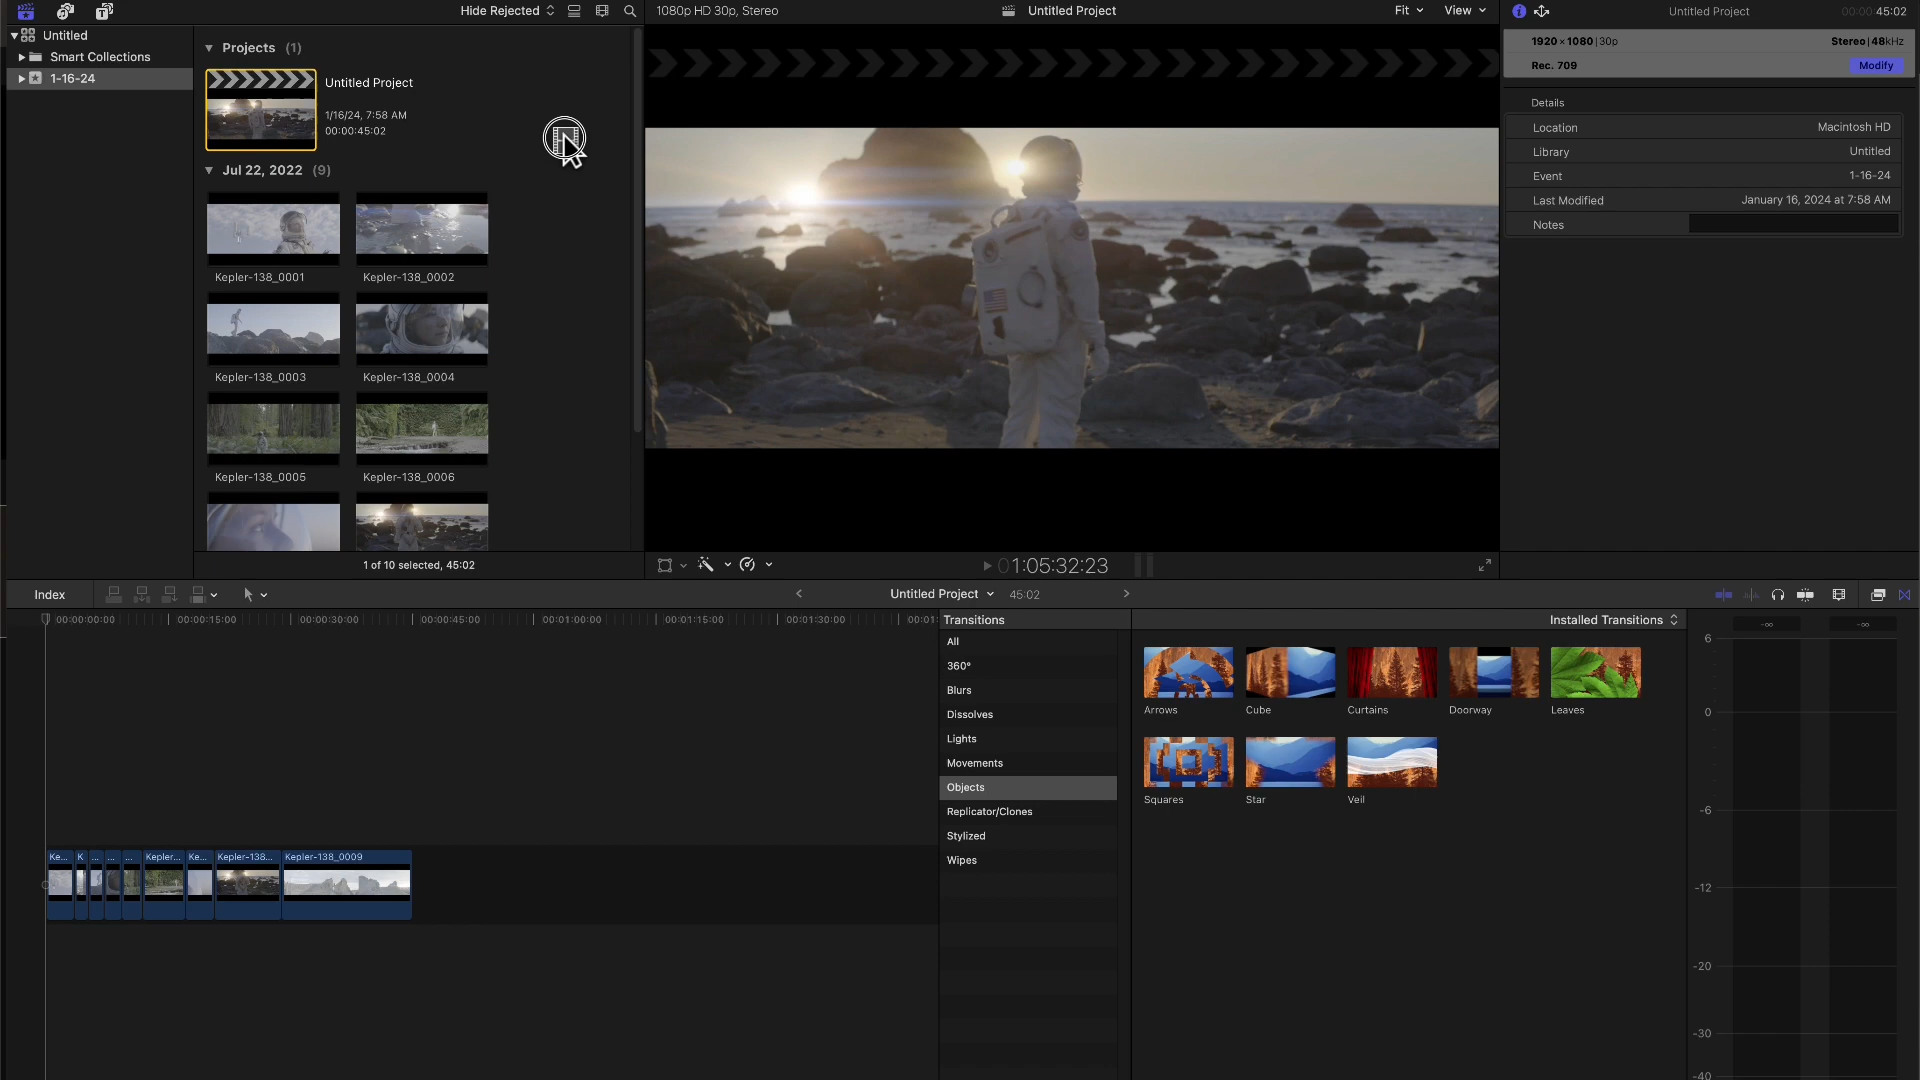 Hide Rejected
1080p HD 30p, Stereo
Untitled Project
Fit
View
Untitled Project
00:00:45:02
Untitled
Smart Collections
1-16-24
Projects (1)
Untitled Project
1/16/24, 7:58 AM
00:00:45:02
Jul 22, 2022 (9)
Kepler-138_0001
Kepler-138_0002
Kepler-138_0003
Kepler-138_0004
Kepler-138_0005
Kepler-138_0006
1 of 10 selected, 45:02
01:05:32:23
1920 × 1080 | 30p
Stereo | 48kHz
Rec. 709
Modify
Details
Location
Macintosh HD
Library
Untitled
Event
1-16-24
Last Modified
January 16, 2024 at 7:58 AM
Notes
Index
Untitled Project
45:02
00:00:00:00
00:00:15:00
00:00:30:00
00:00:45:00
00:01:00:00
00:01:15:00
00:01:30:00
00:01:
Ke...
K
...
...
...
Kepler...
Ke...
Kepler-138...
Kepler-138_0009
Transitions
All
360°
Blurs
Dissolves
Lights
Movements
Objects
Replicator/Clones
Stylized
Wipes
Installed Transitions
Arrows
Cube
Curtains
Doorway
Leaves
Squares
Star
Veil
-∞
-∞
6
0
-6
-12
-20
-30
-40